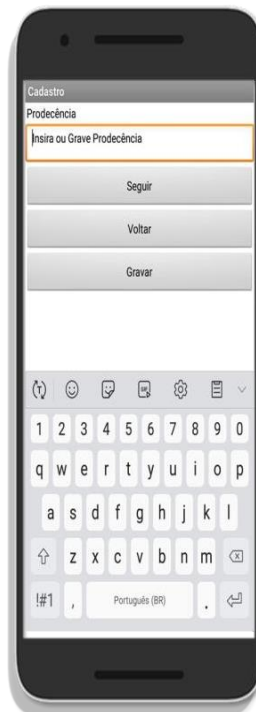 Cadastro
Prodecência
Insira ou Grave Prodecência
Seguir
Voltar
Gravar
1 2 3 4 5 6 7 8 9 0
q w e r t y u i o p
a s d f g h j k l
z x c v b n m
!#1 , Português (BR) .